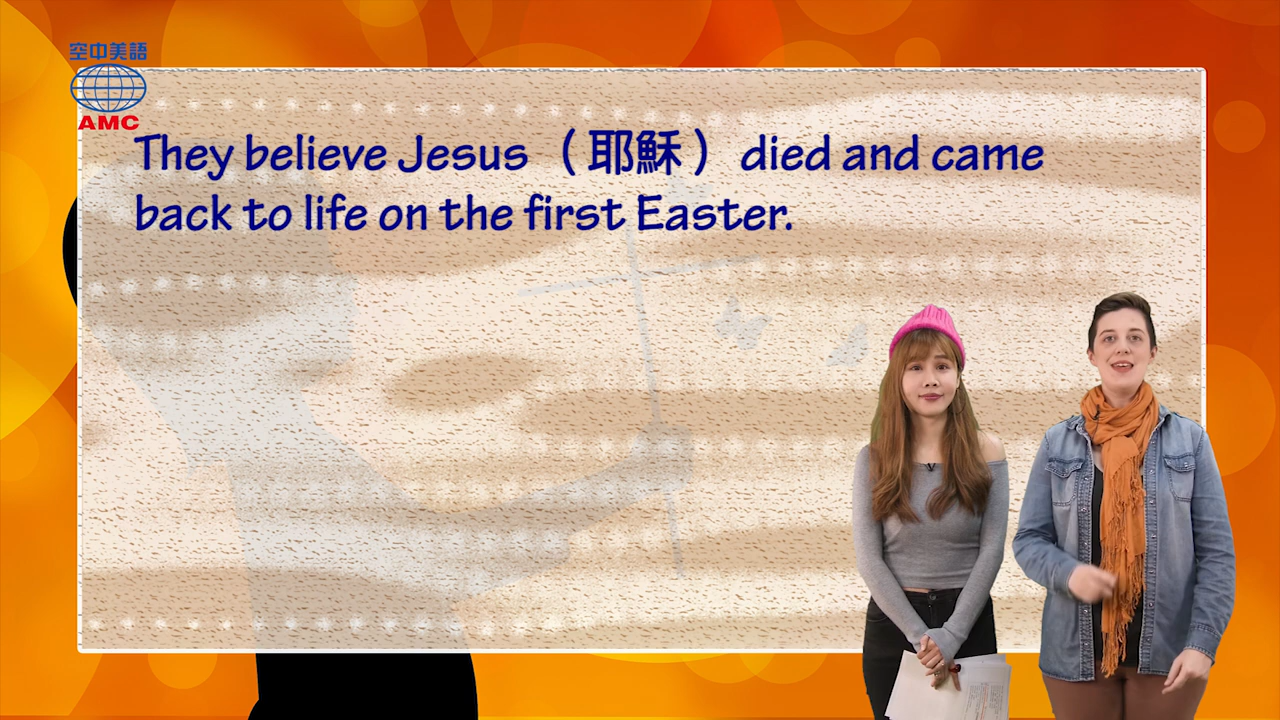 空中美語
AMC
They believe Jesus （耶穌） died and came
back to life on the first Easter.